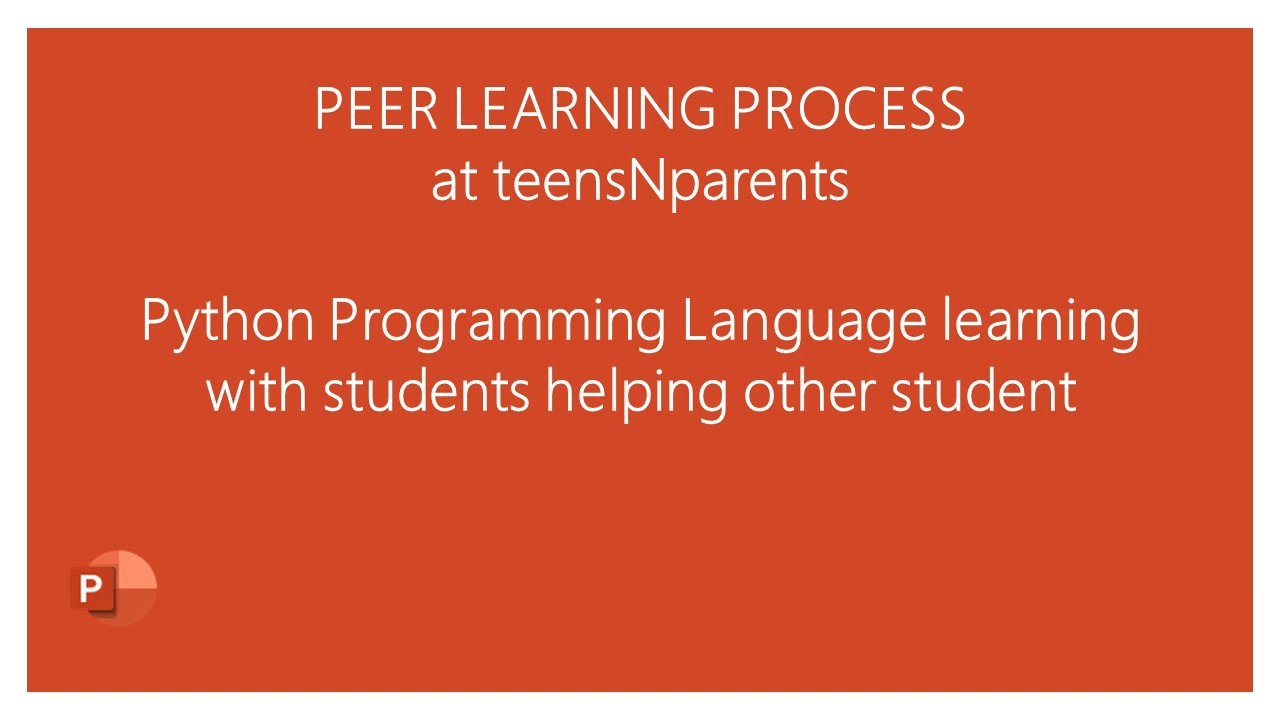 PEER LEARNING PROCESS
at teensNparents
Python Programming Language learning
with students helping other student
P